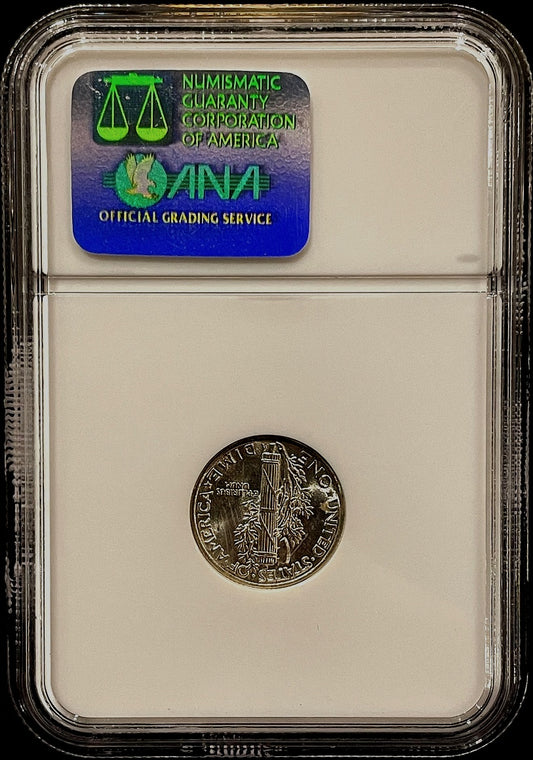 NUMISMATIC
GUARANTY
CORPORATION
OF AMERICA
ANA
OFFICIAL GRADING SERVICE
UNITED·STATES·OF AMERICA
ONE DIME
E·PLURIBUS
UNUM